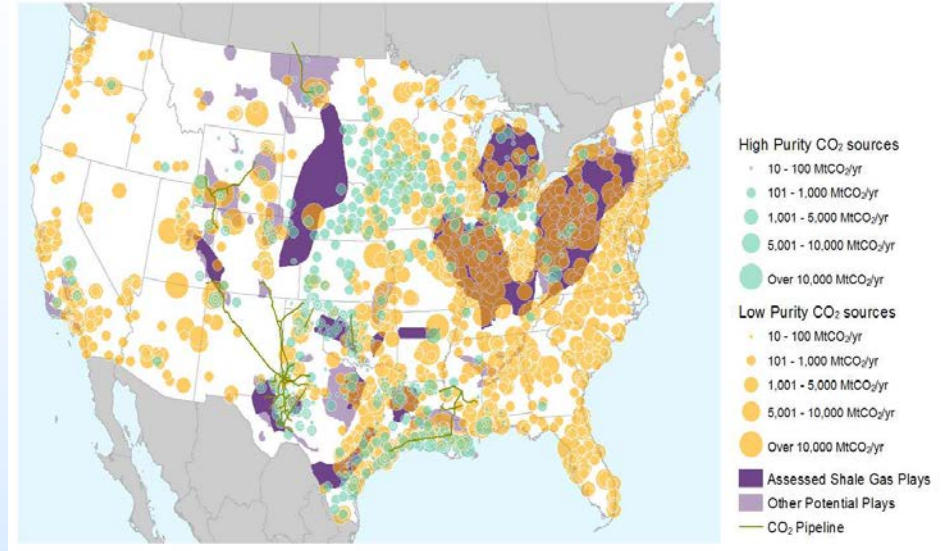 High Purity CO₂ sources
10 - 100 MtCO₂/yr
101 - 1,000 MtCO₂/yr
1,001 - 5,000 MtCO₂/yr
5,001 - 10,000 MtCO₂/yr
Over 10,000 MtCO₂/yr
Low Purity CO₂ sources
10 - 100 MtCO₂/yr
101 - 1,000 MtCO₂/yr
1,001 - 5,000 MtCO₂/yr
5,001 - 10,000 MtCO₂/yr
Over 10,000 MtCO₂/yr
Assessed Shale Gas Plays
Other Potential Plays
CO₂ Pipeline